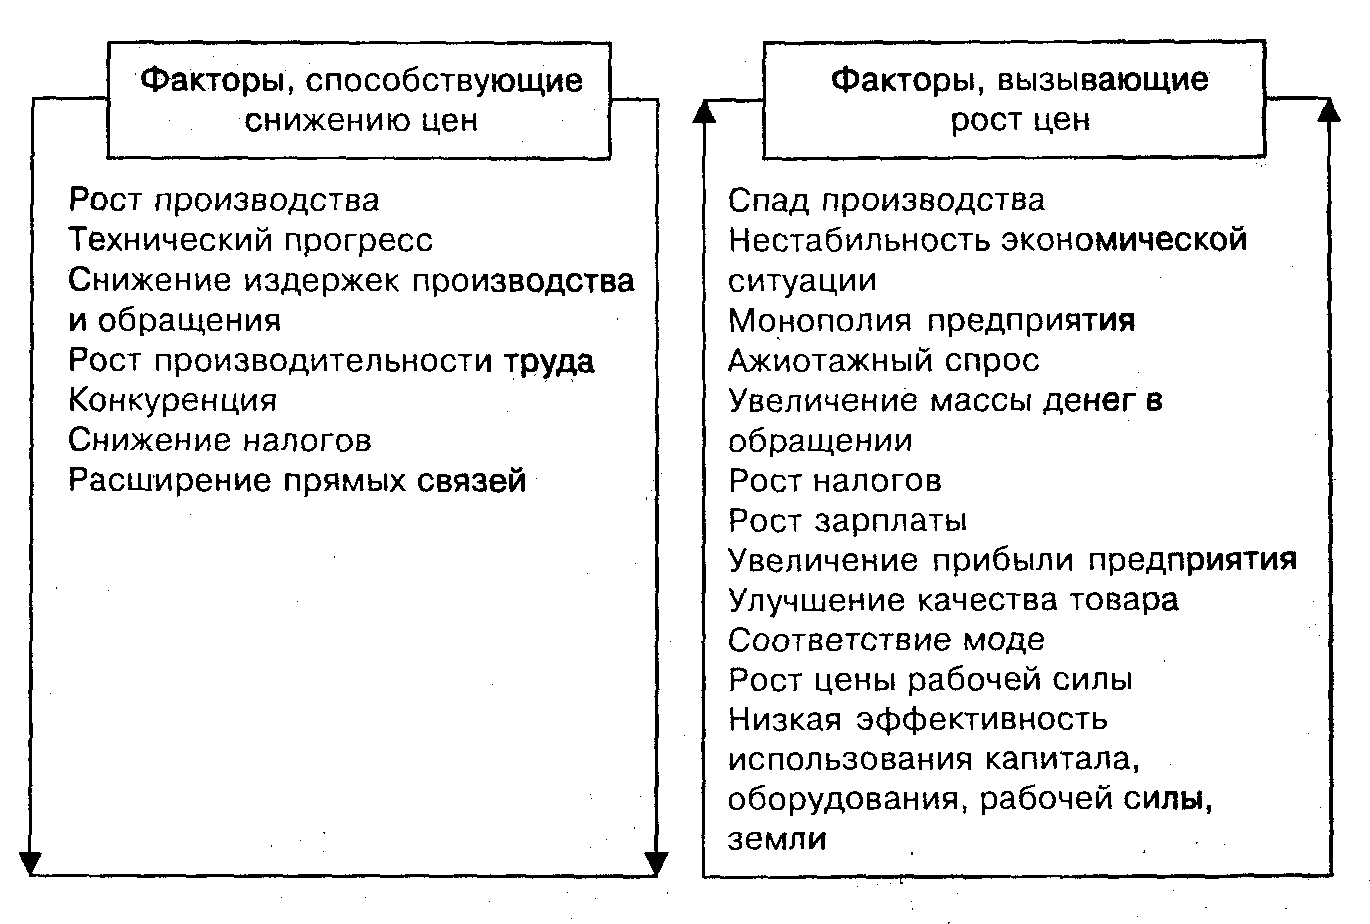 Факторы, способствующие
снижению цен
Рост производства
Технический прогресс
Снижение издержек производства
и обращения
Рост производительности труда
Конкуренция
Снижение налогов
Расширение прямых связей
Факторы, вызывающие
рост цен
Спад производства
Нестабильность экономической
ситуации
Монополия предприятия
Ажиотажный спрос
Увеличение массы денег в
обращении
Рост налогов
Рост зарплаты
Увеличение прибыли предприятия
Улучшение качества товара
Соответствие моде
Рост цены рабочей силы
Низкая эффективность
использования капитала,
оборудования, рабочей силы,
земли